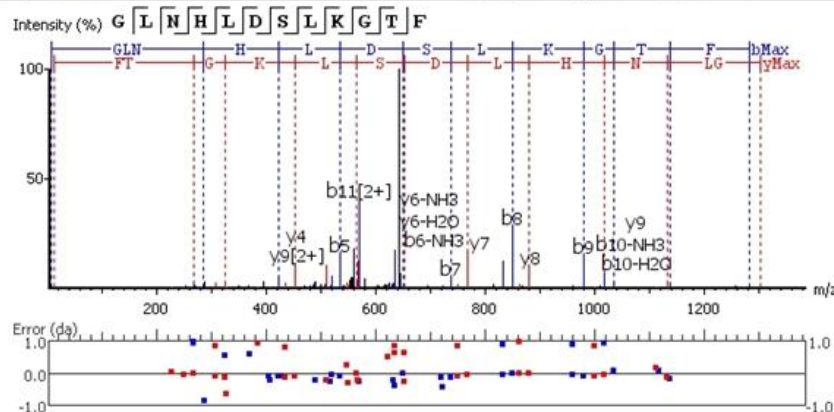 Intensity (%) G L N H L D S L K G T F
GLN H L D S L K G T F bMax
FT G K L S D L H N LG yMax
100
50
b11[2+]
y6-NH3
y6-H2O
b6-NH3
y4
y9[2+]
b5
b7
y7
b8
y8
b9
y9
b10-NH3
b10-H2O
200 400 600 800 1000 1200 m/z
Error (da)
1.0 1.0
0.0 0.0
-1.0 -1.0